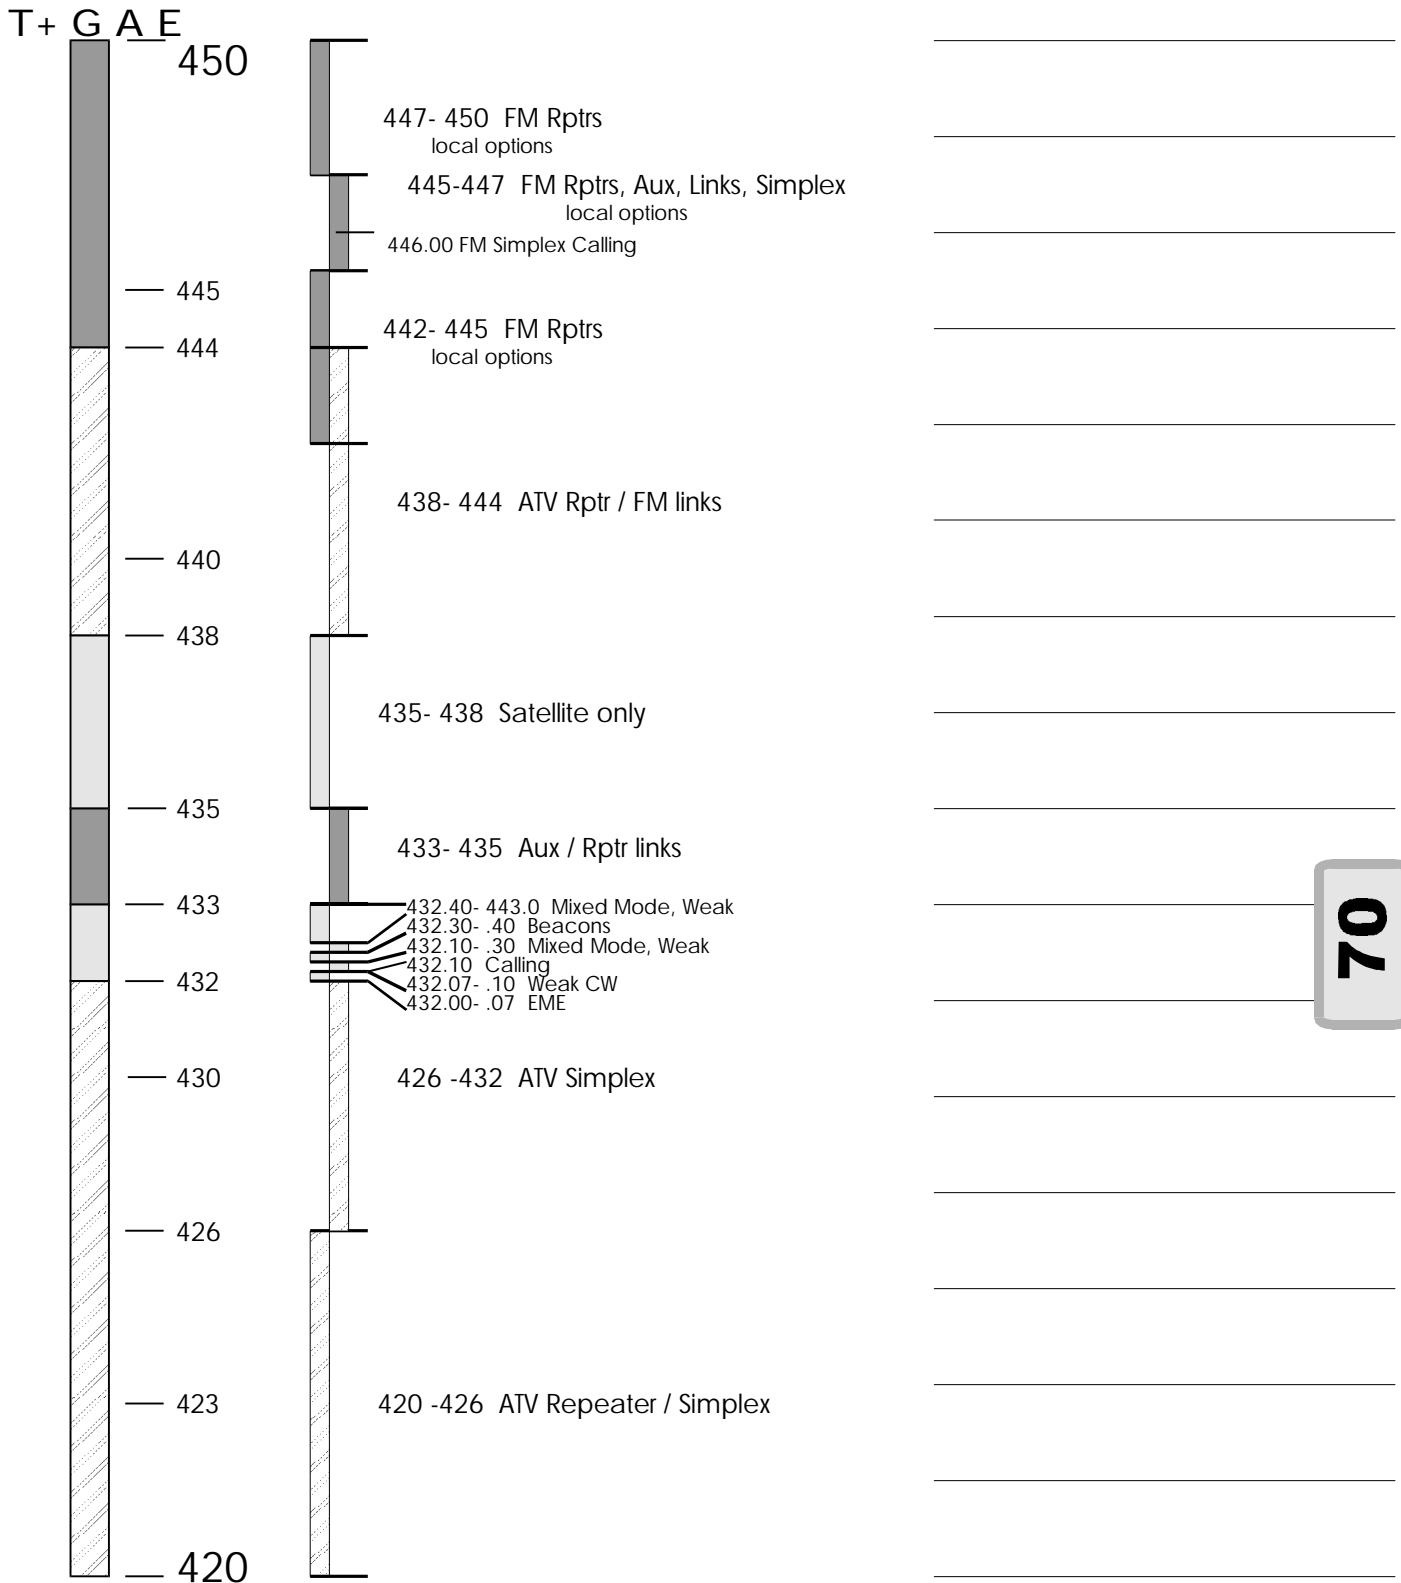 T+ G A E
450
447- 450 FM Rptrs
local options
445-447 FM Rptrs, Aux, Links, Simplex
local options
446.00 FM Simplex Calling
445
442- 445 FM Rptrs
444
local options
438- 444 ATV Rptr / FM links
440
438
435- 438 Satellite only
435
433- 435 Aux / Rptr links
433
432.40- 443.0 Mixed Mode, Weak
432.30- .40 Beacons
432.10- .30 Mixed Mode, Weak
432.10 Calling
432
432.07- .10 Weak CW
432.00- .07 EME
70
430
426 -432 ATV Simplex
426
423
420 -426 ATV Repeater / Simplex
420